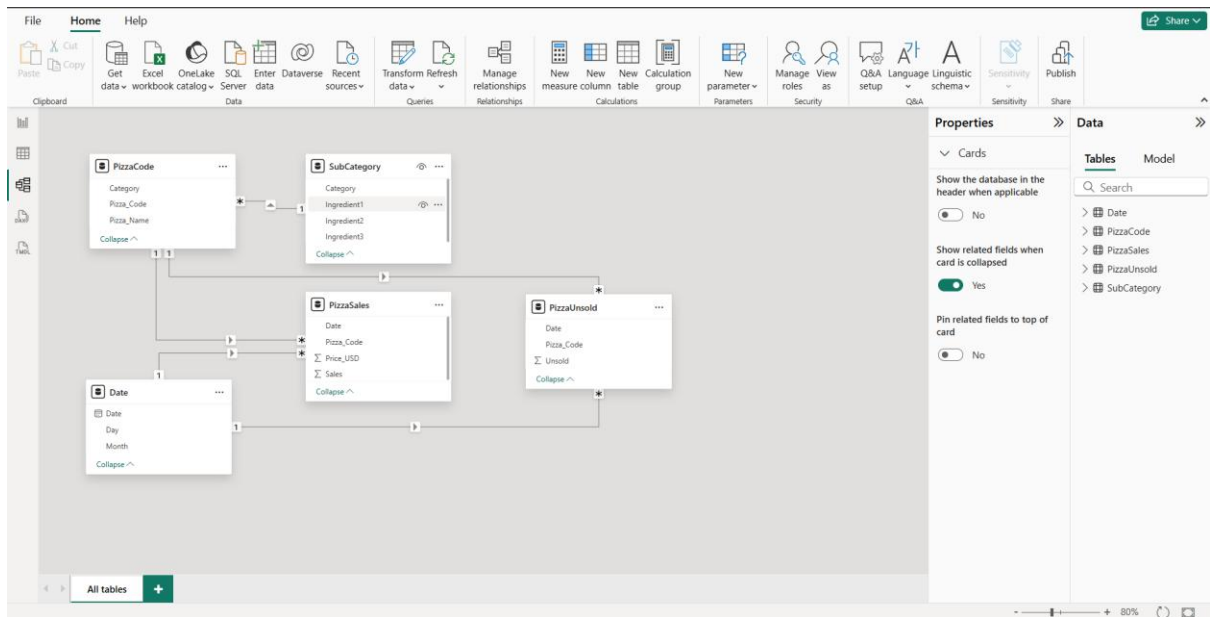 File Home Help Share
Paste
Cut
Copy
Get data
Excel workbook
OneLake catalog
SQL Server
Enter data
Dataverse
Recent sources
Transform data
Refresh
Manage relationships
New measure
New column
New table
Calculation group
New parameter
Manage roles
View as
Q&A setup
Language
Linguistic schema
Sensitivity
Publish
Clipboard Data Queries Relationships Calculations Parameters Security Q&A Sensitivity Share
PizzaCode
Category
Pizza_Code
Pizza_Name
Collapse
SubCategory
Category
Ingredient1
Ingredient2
Ingredient3
Collapse
* 1
1 1
PizzaSales
Date
Pizza_Code
Σ Price_USD
Σ Sales
Collapse
*
*
PizzaUnsold
Date
Pizza_Code
Σ Unsold
Collapse
*
*
Date
Date
Day
Month
Collapse
1
1
Properties
Cards
Show the database in the
header when applicable
No
Show related fields when
card is collapsed
Yes
Pin related fields to top of
card
No
Data
Tables Model
Search
Date
PizzaCode
PizzaSales
PizzaUnsold
SubCategory
All tables +
- + 80%